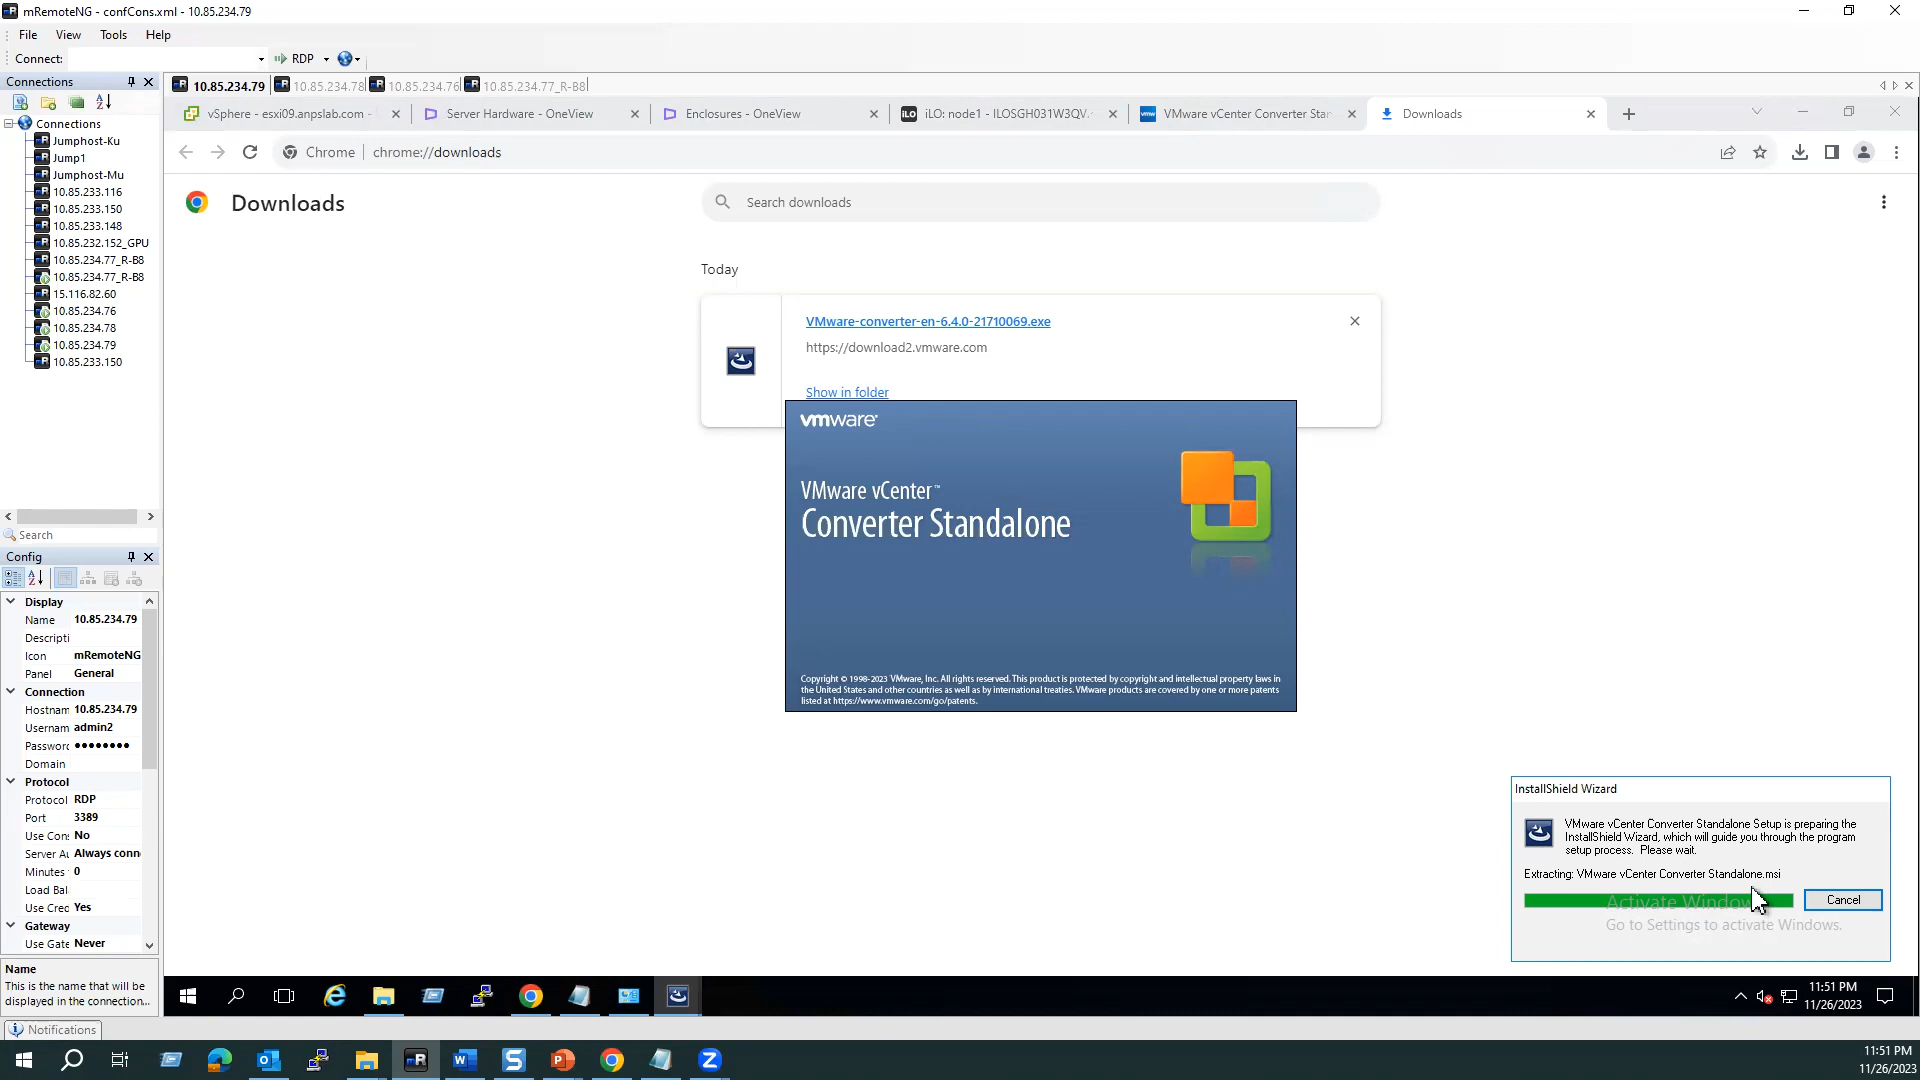 mRemoteNG - confCons.xml - 10.85.234.79
File View Tools Help
Connect: RDP
Connections
10.85.234.79 10.85.234.78 10.85.234.76 10.85.234.77_R-B8
vSphere - esxi09.anpslab.com - Server Hardware - OneView Enclosures - OneView iLO: node1 - ILOSGH031W3QV. VMware vCenter Converter Stan Downloads
Chrome chrome://downloads
Connections
Jumphost-Ku
Jump1
Jumphost-Mu
10.85.233.116
10.85.233.150
10.85.233.148
10.85.232.152_GPU
10.85.234.77_R-B8
10.85.234.77_R-B8
15.116.82.60
10.85.234.76
10.85.234.78
10.85.234.79
10.85.233.150
Search
Config
Display
Name 10.85.234.79
Descripti
Icon mRemoteNG
Panel General
Connection
Hostnam 10.85.234.79
Usernam admin2
Passwor ●●●●●●●●
Domain
Protocol
Protocol RDP
Port 3389
Use Con: No
Server Au Always conn
Minutes 0
Load Bal
Use Cred Yes
Gateway
Use Gate Never
Name
This is the name that will be
displayed in the connection...
Notifications
Downloads
Search downloads
Today
VMware-converter-en-6.4.0-21710069.exe
https://download2.vmware.com
Show in folder
vmware®
VMware vCenter™
Converter Standalone
Copyright © 1998-2023 VMware, Inc. All rights reserved. This product is protected by copyright and intellectual property laws in
the United States and other countries as well as by international treaties. VMware products are covered by one or more patents
listed at https://www.vmware.com/go/patents.
InstallShield Wizard
VMware vCenter Converter Standalone Setup is preparing the
InstallShield Wizard, which will guide you through the program
setup process. Please wait.
Extracting: VMware vCenter Converter Standalone.msi
Cancel
Activate Windows
Go to Settings to activate Windows.
11:51 PM
11/26/2023
11:51 PM
11/26/2023